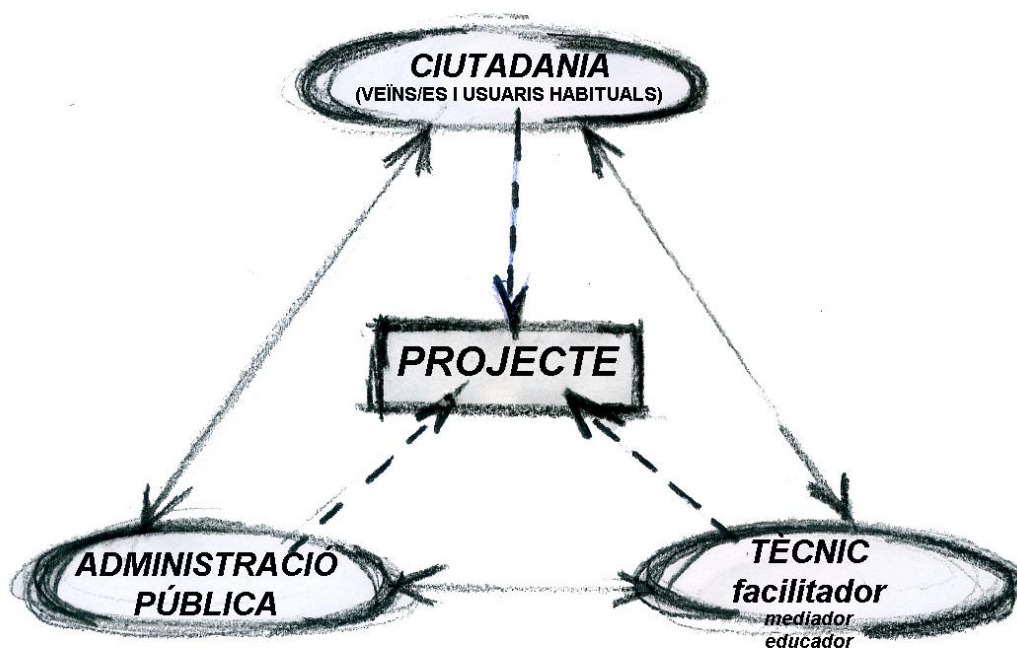 CIUTADANIA
(VEÏNS/ES I USUARIS HABITUALS)
PROJECTE
ADMINISTRACIÓ
PÚBLICA
TÈCNIC
facilitador
mediador
educador